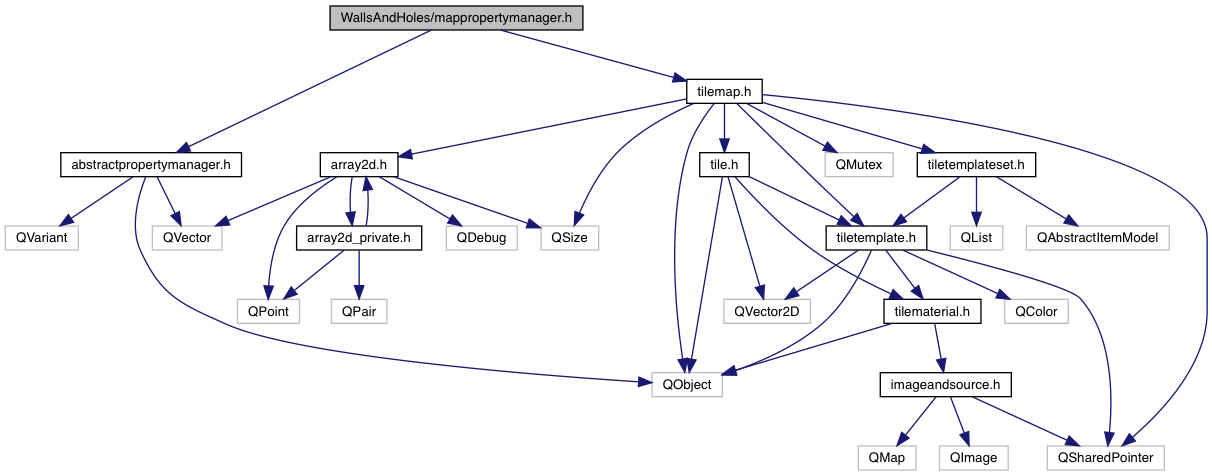 WallsAndHoles/mappropertymanager.h
tilemap.h
abstractpropertymanager.h
array2d.h
tile.h
QMutex
tiletemplateset.h
QVariant
QVector
array2d_private.h
QDebug
QSize
tiletemplate.h
QList
QAbstractItemModel
QPoint
QPair
QVector2D
tilematerial.h
QColor
QObject
imageandsource.h
QMap
QImage
QSharedPointer